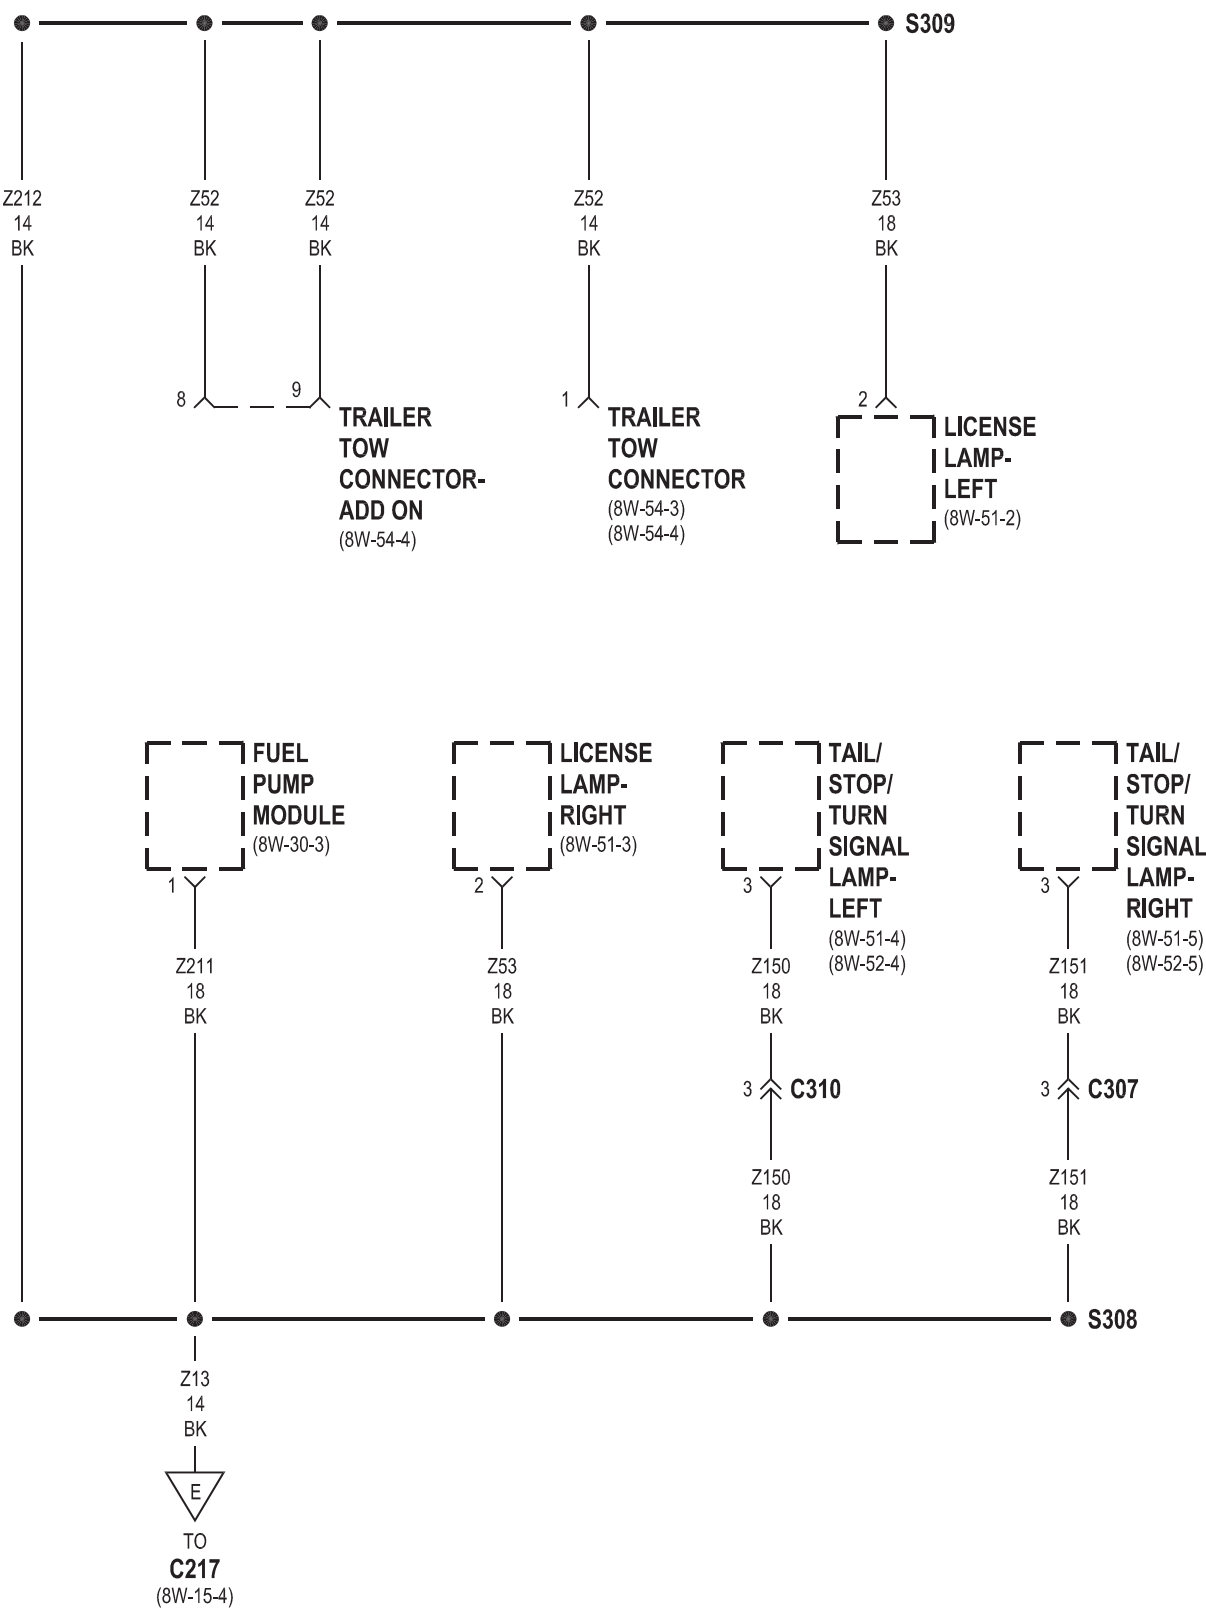 S309
Z212
14
BK
Z52
14
BK
Z52
14
BK
Z52
14
BK
Z53
18
BK
8
9
TRAILER
TOW
CONNECTOR-
ADD ON
(8W-54-4)
1
TRAILER
TOW
CONNECTOR
(8W-54-3)
(8W-54-4)
2
LICENSE
LAMP-
LEFT
(8W-51-2)
FUEL
PUMP
MODULE
(8W-30-3)
1
Z211
18
BK
LICENSE
LAMP-
RIGHT
(8W-51-3)
2
Z53
18
BK
TAIL/
STOP/
TURN
SIGNAL
LAMP-
LEFT
(8W-51-4)
(8W-52-4)
3
Z150
18
BK
3
C310
Z150
18
BK
TAIL/
STOP/
TURN
SIGNAL
LAMP-
RIGHT
(8W-51-5)
(8W-52-5)
3
Z151
18
BK
3
C307
Z151
18
BK
S308
Z13
14
BK
E
TO
C217
(8W-15-4)